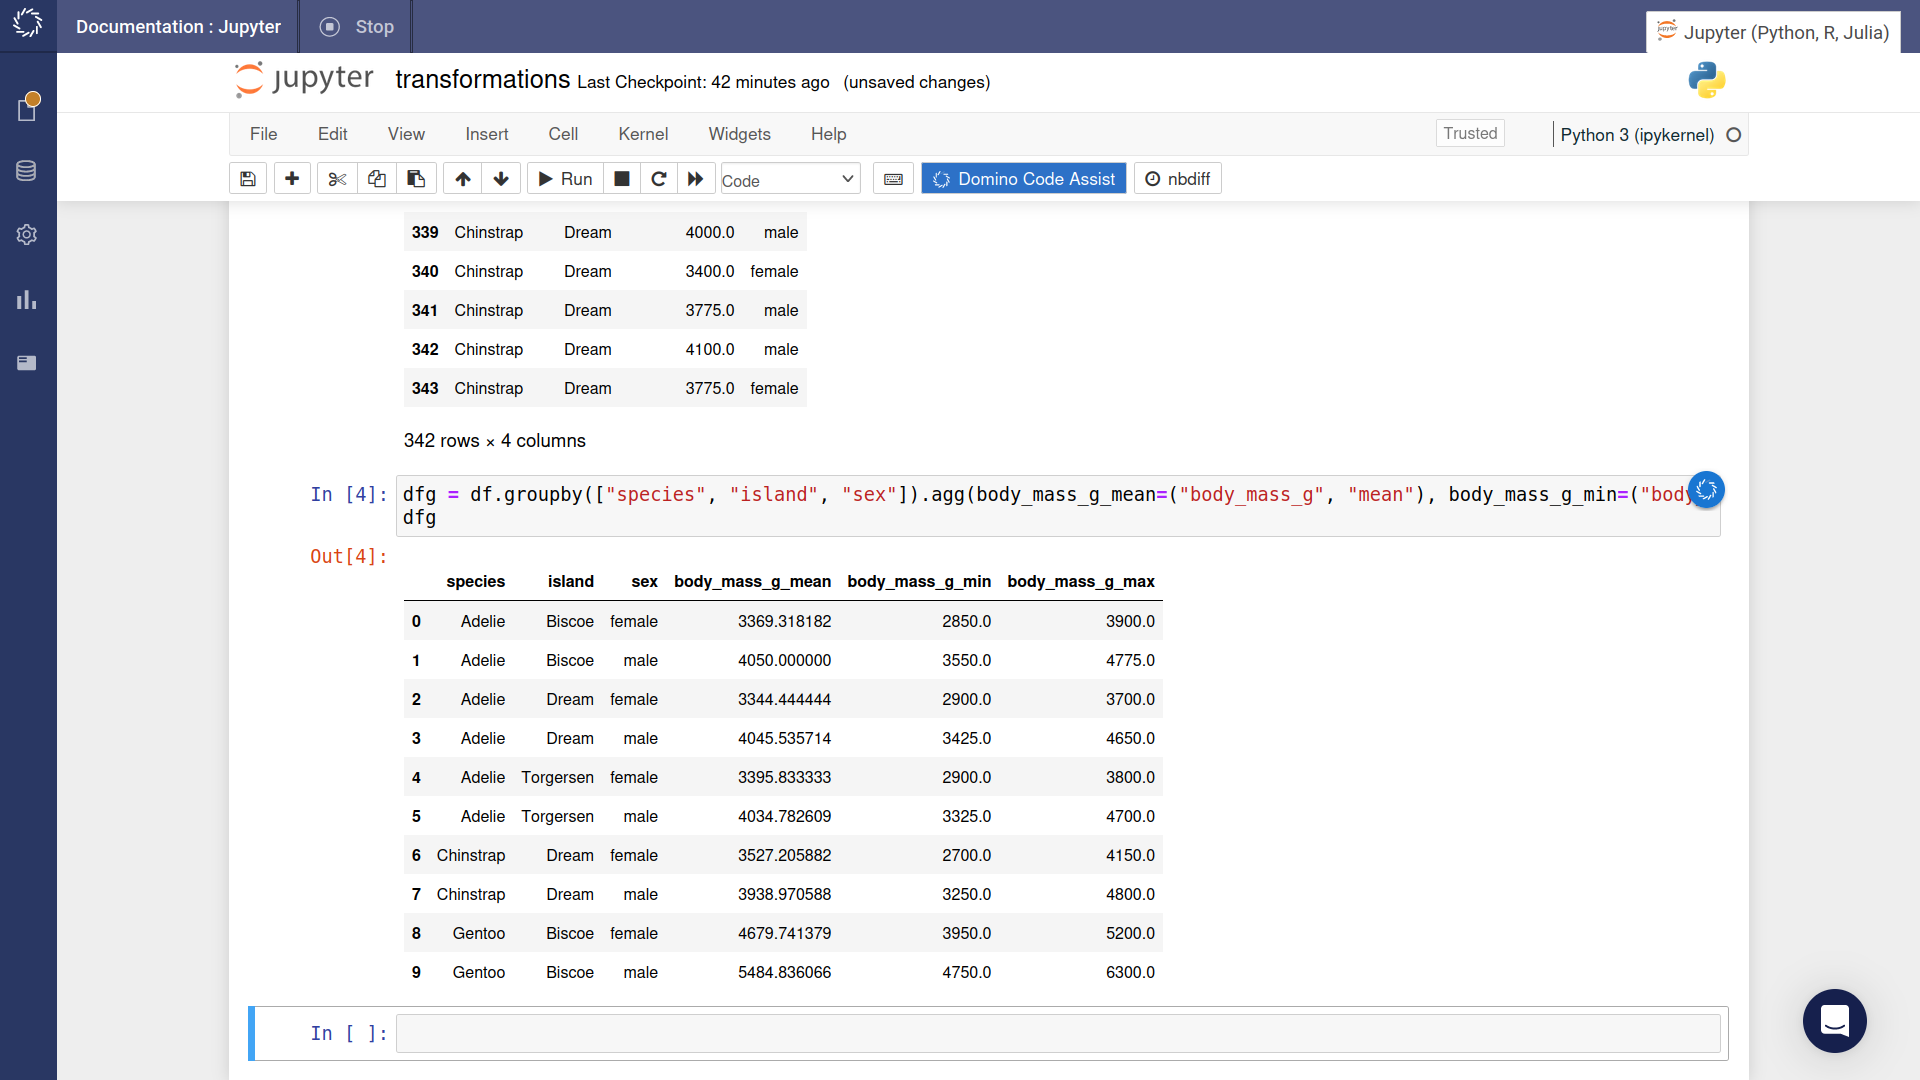 Documentation : Jupyter
Stop
Jupyter (Python, R, Julia)
jupyter transformations Last Checkpoint: 42 minutes ago (unsaved changes)
File Edit View Insert Cell Kernel Widgets Help Trusted Python 3 (ipykernel)
Run Code Domino Code Assist nbdiff
339 Chinstrap Dream 4000.0 male
340 Chinstrap Dream 3400.0 female
341 Chinstrap Dream 3775.0 male
342 Chinstrap Dream 4100.0 male
343 Chinstrap Dream 3775.0 female
342 rows × 4 columns
In [4]: dfg = df.groupby(["species", "island", "sex"]).agg(body_mass_g_mean=("body_mass_g", "mean"), body_mass_g_min=("body
dfg
Out[4]:
species island sex body_mass_g_mean body_mass_g_min body_mass_g_max
0 Adelie Biscoe female 3369.318182 2850.0 3900.0
1 Adelie Biscoe male 4050.000000 3550.0 4775.0
2 Adelie Dream female 3344.444444 2900.0 3700.0
3 Adelie Dream male 4045.535714 3425.0 4650.0
4 Adelie Torgersen female 3395.833333 2900.0 3800.0
5 Adelie Torgersen male 4034.782609 3325.0 4700.0
6 Chinstrap Dream female 3527.205882 2700.0 4150.0
7 Chinstrap Dream male 3938.970588 3250.0 4800.0
8 Gentoo Biscoe female 4679.741379 3950.0 5200.0
9 Gentoo Biscoe male 5484.836066 4750.0 6300.0
In [ ]: